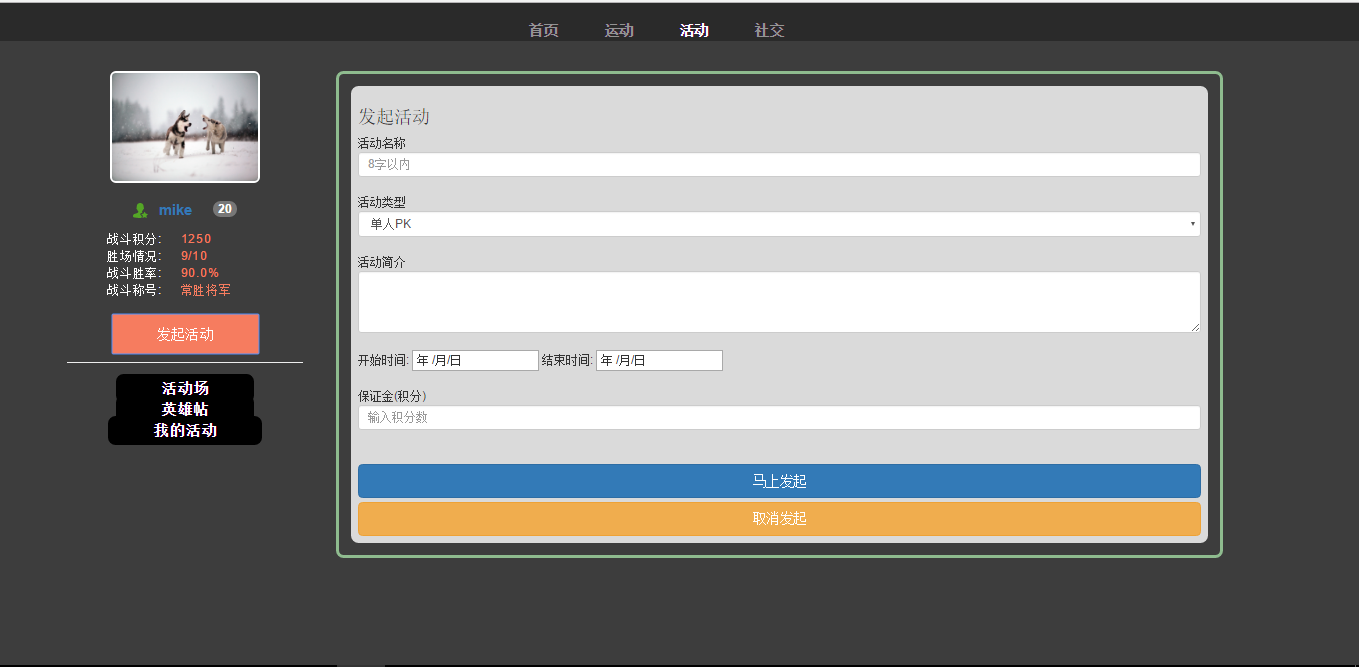 首页 运动 活动 社交
mike 20
战斗积分： 1250
胜场情况： 9/10
战斗胜率： 90.0%
战斗称号： 常胜将军
发起活动
活动场
英雄帖
我的活动
发起活动
活动名称
8字以内
活动类型
单人PK
活动简介
开始时间: 年 /月/日 结束时间: 年 /月/日
保证金(积分)
输入积分数
马上发起
取消发起